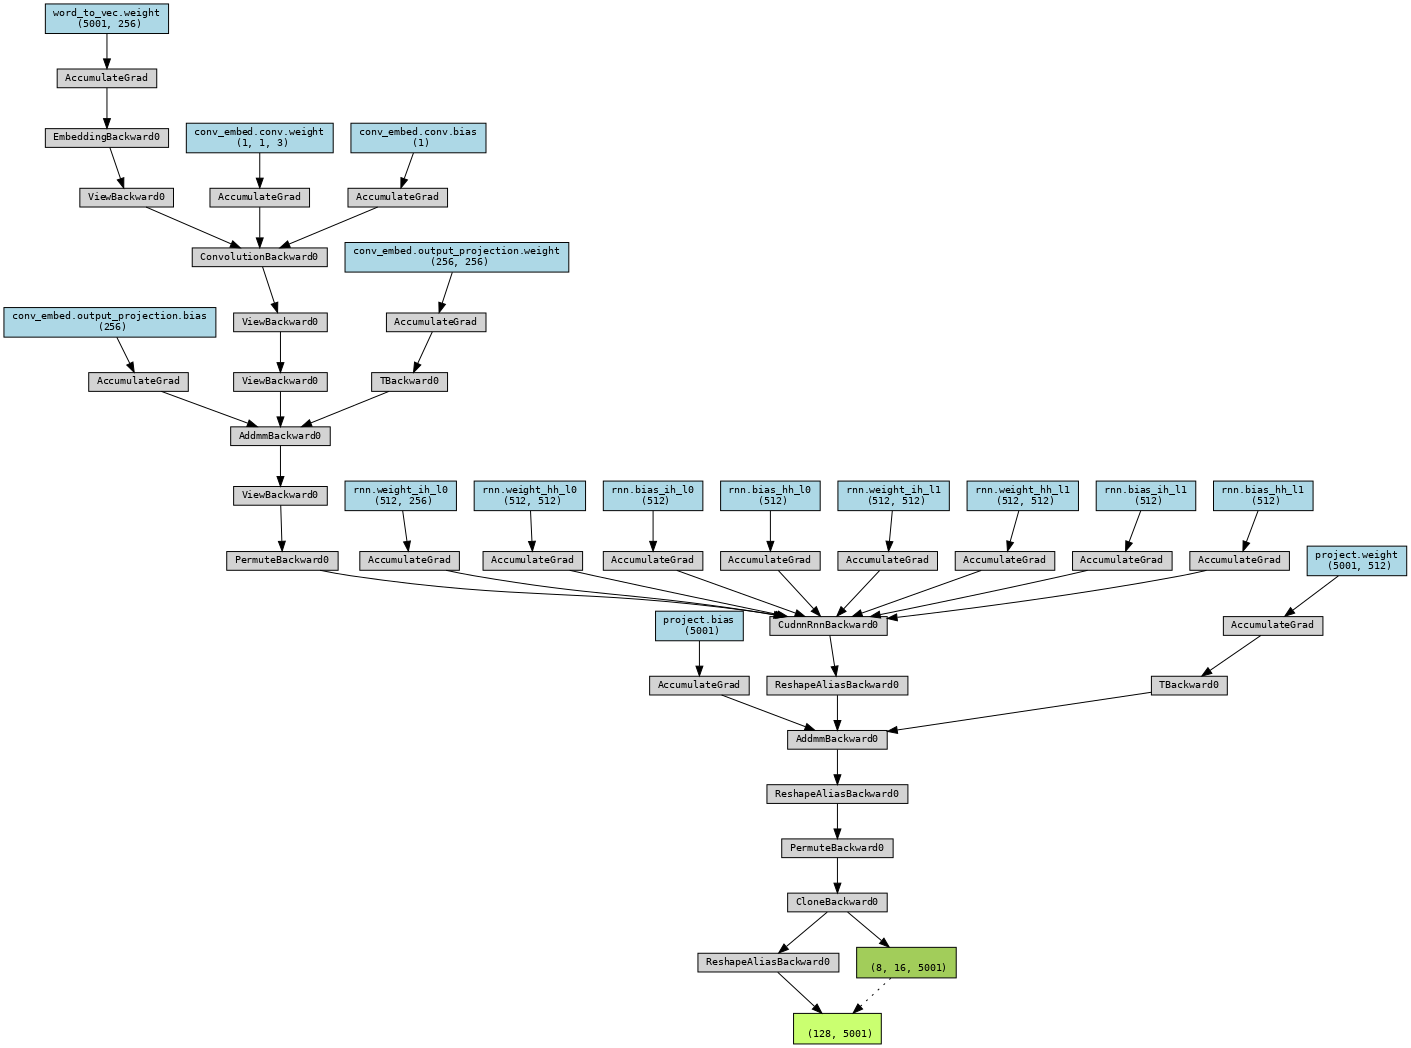 word_to_vec.weight
(5001, 256)
AccumulateGrad
EmbeddingBackward0
conv_embed.conv.weight
(1, 1, 3)
conv_embed.conv.bias
(1)
ViewBackward0
AccumulateGrad
AccumulateGrad
ConvolutionBackward0
conv_embed.output_projection.weight
(256, 256)
conv_embed.output_projection.bias
(256)
ViewBackward0
AccumulateGrad
AccumulateGrad
ViewBackward0
TBackward0
AddmmBackward0
ViewBackward0
rnn.weight_ih_l0
(512, 256)
rnn.weight_hh_l0
(512, 512)
rnn.bias_ih_l0
(512)
rnn.bias_hh_l0
(512)
rnn.weight_ih_l1
(512, 512)
rnn.weight_hh_l1
(512, 512)
rnn.bias_ih_l1
(512)
rnn.bias_hh_l1
(512)
PermuteBackward0
AccumulateGrad
AccumulateGrad
AccumulateGrad
AccumulateGrad
AccumulateGrad
AccumulateGrad
AccumulateGrad
AccumulateGrad
project.weight
(5001, 512)
project.bias
(5001)
CudnnRnnBackward0
AccumulateGrad
AccumulateGrad
ReshapeAliasBackward0
TBackward0
AddmmBackward0
ReshapeAliasBackward0
PermuteBackward0
CloneBackward0
ReshapeAliasBackward0
(8, 16, 5001)
(128, 5001)